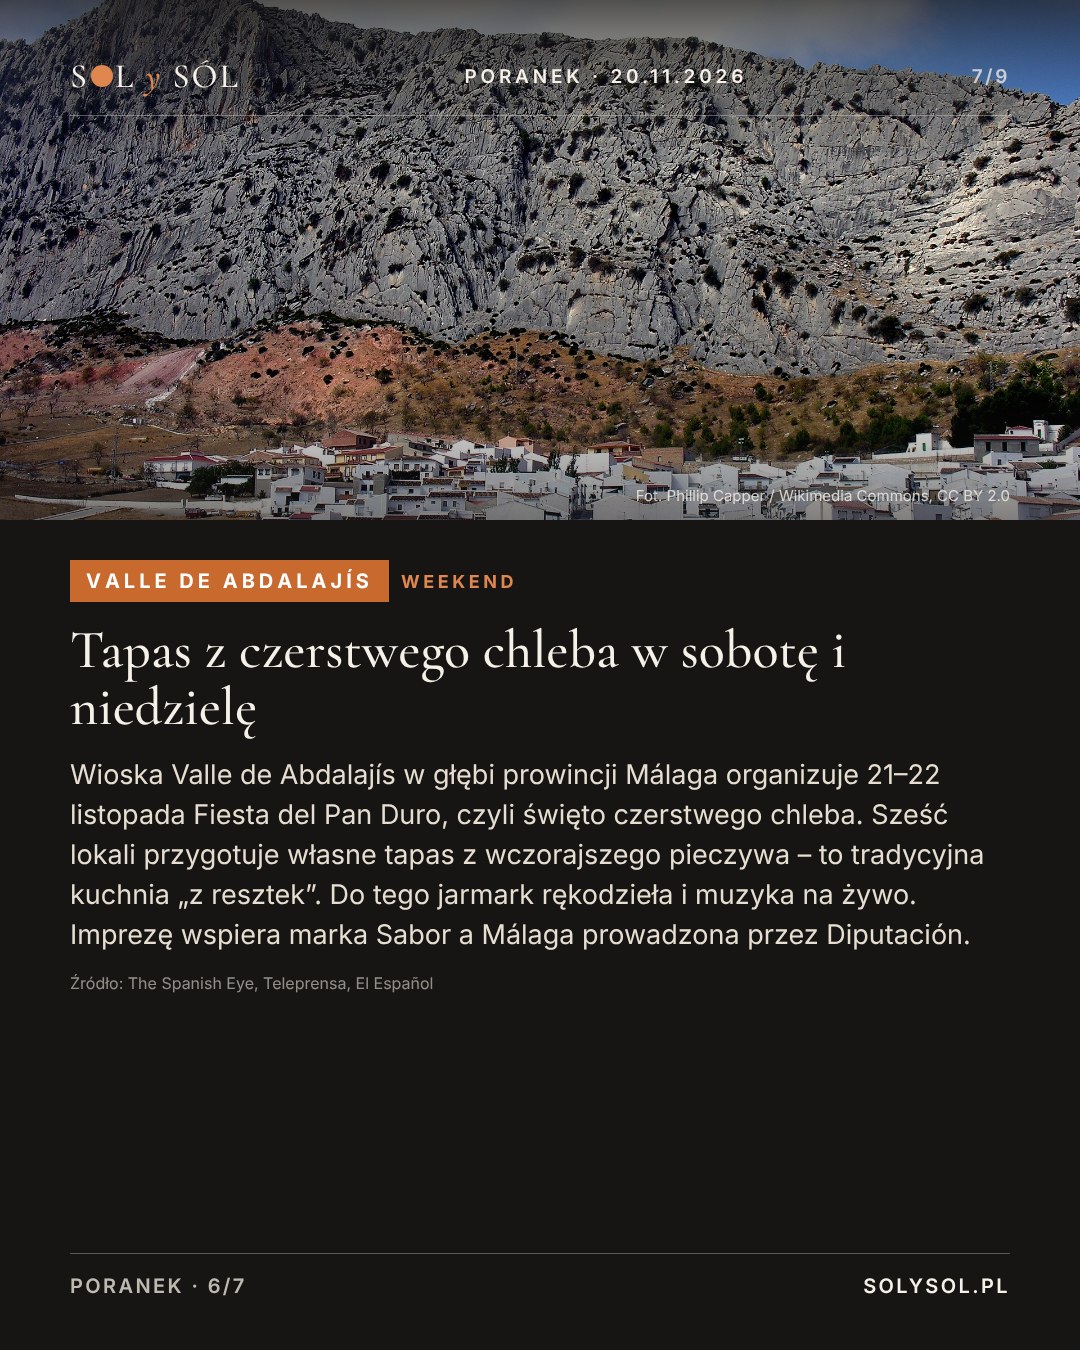 SOL y SÓL
PORANEK · 20.11.2026
7/9
Fot. Phillip Capper / Wikimedia Commons, CC BY 2.0
VALLE DE ABDALAJÍS
WEEKEND
Tapas z czerstwego chleba w sobotę i
niedzielę
Wioska Valle de Abdalajís w głębi prowincji Málaga organizuje 21–22
listopada Fiesta del Pan Duro, czyli święto czerstwego chleba. Sześć
lokali przygotuje własne tapas z wczorajszego pieczywa – to tradycyjna
kuchnia „z resztek”. Do tego jarmark rękodzieła i muzyka na żywo.
Imprezę wspiera marka Sabor a Málaga prowadzona przez Diputación.
Źródło: The Spanish Eye, Teleprensa, El Español
PORANEK · 6/7
SOLYSOL.PL